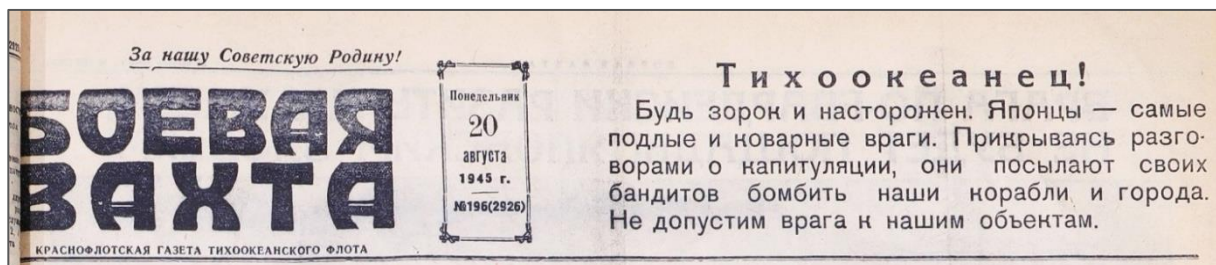 За нашу Советскую Родину!
БОЕВАЯ
ВАХТА
КРАСНОФЛОТСКАЯ ГАЗЕТА ТИХООКЕАНСКОГО ФЛОТА
Понедельник
20
августа
1945 г.
№196(2926)
Тихоокеанец!
Будь зорок и насторожен. Японцы — самые
подлые и коварные враги. Прикрываясь разго-
ворами о капитуляции, они посылают своих
бандитов бомбить наши корабли и города.
Не допустим врага к нашим объектам.